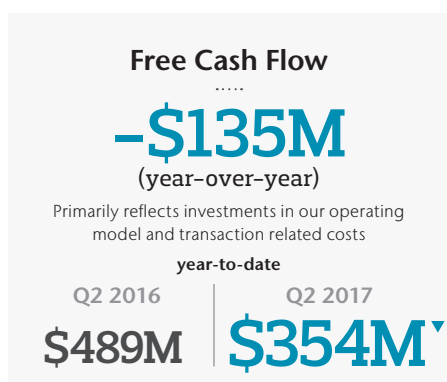 Free Cash Flow
–$135M
(year–over–year)
Primarily reflects investments in our operating
model and transaction related costs
year-to-date
Q2 2016
Q2 2017
$489M
$354M▼